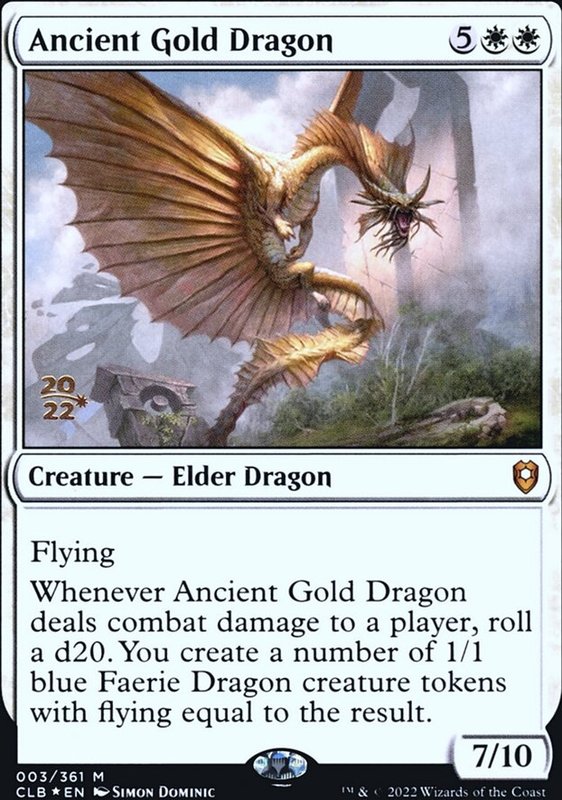 Ancient Gold Dragon 5
20
22
Creature — Elder Dragon
Flying
Whenever Ancient Gold Dragon
deals combat damage to a player, roll
a d20. You create a number of 1/1
blue Faerie Dragon creature tokens
with flying equal to the result.
7/10
003/361 M
CLB ★ EN Simon Dominic
™ & © 2022 Wizards of the Coast